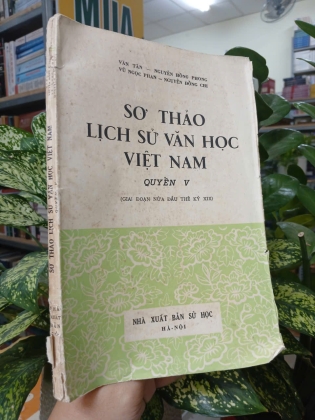 MUA
VĂN TÂN — NGUYỄN HỒNG PHONG
VŨ NGỌC PHAN — NGUYỄN ĐỔNG CHI
SƠ THẢO
LỊCH SỬ VĂN HỌC
VIỆT NAM
QUYỂN V
(GIAI ĐOẠN NỬA ĐẦU THẾ KỶ XIX)
NHÀ XUẤT BẢN SỬ HỌC
HÀ-NỘI
SƠ THẢO LỊCH SỬ VĂN HỌC VIỆT NAM